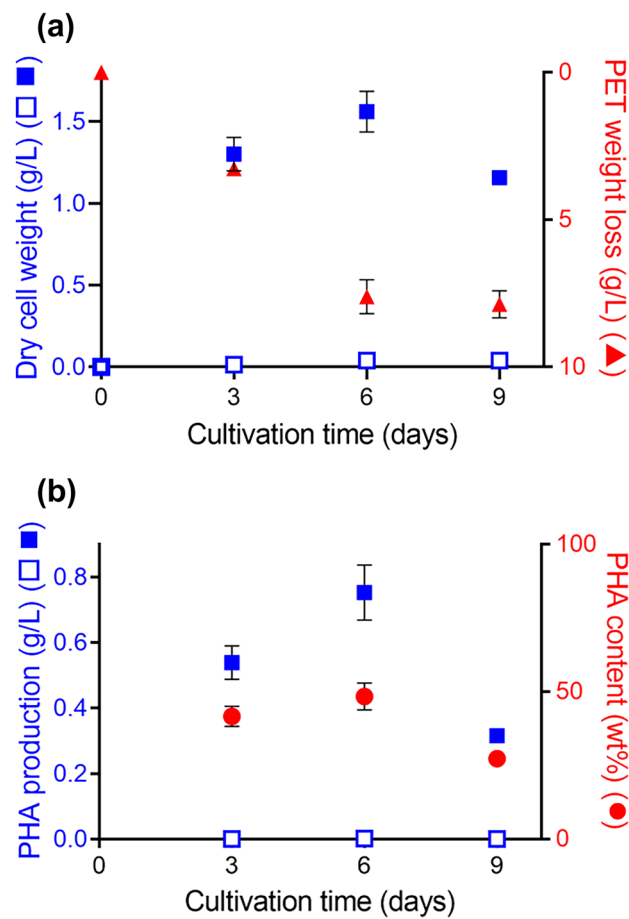 (a)
Dry cell weight (g/L) (□ ■)
1.5
1.0
0.5
0.0
0
5
10
PET weight loss (g/L) (▲)
0 3 6 9
Cultivation time (days)
(b)
PHA production (g/L) (□ ■)
0.8
0.6
0.4
0.2
0.0
100
50
0
PHA content (wt%) (●)
0 3 6 9
Cultivation time (days)